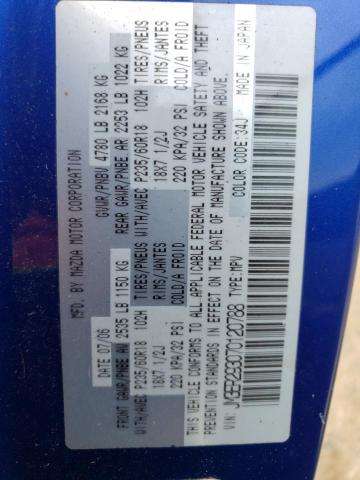 MFD. BY MAZDA MOTOR CORPORATION
DATE 07/06 GVWR/PNBV 4780 LB 2168 KG
FRONT GAWR/PNBE AV 2535 LB 1150 KG REAR GAWR/PNBE AR 2253 LB 1022 KG
WITH/AVEC P235/60R18 102H TIRES/PNEUS WITH/AVEC P235/60R18 102H TIRES/PNEUS
18X7 1/2J RIMS/JANTES 18X7 1/2J RIMS/JANTES
220 KPA/32 PSI COLD/A FROID 220 KPA/32 PSI COLD/A FROID
THIS VEHICLE CONFORMS TO ALL APPLICABLE FEDERAL MOTOR VEHICLE SAFETY AND THEFT
PREVENTION STANDARDS IN EFFECT ON THE DATE OF MANUFACTURE SHOWN ABOVE.
TYPE: MPV COLOR CODE:34J MADE IN JAPAN